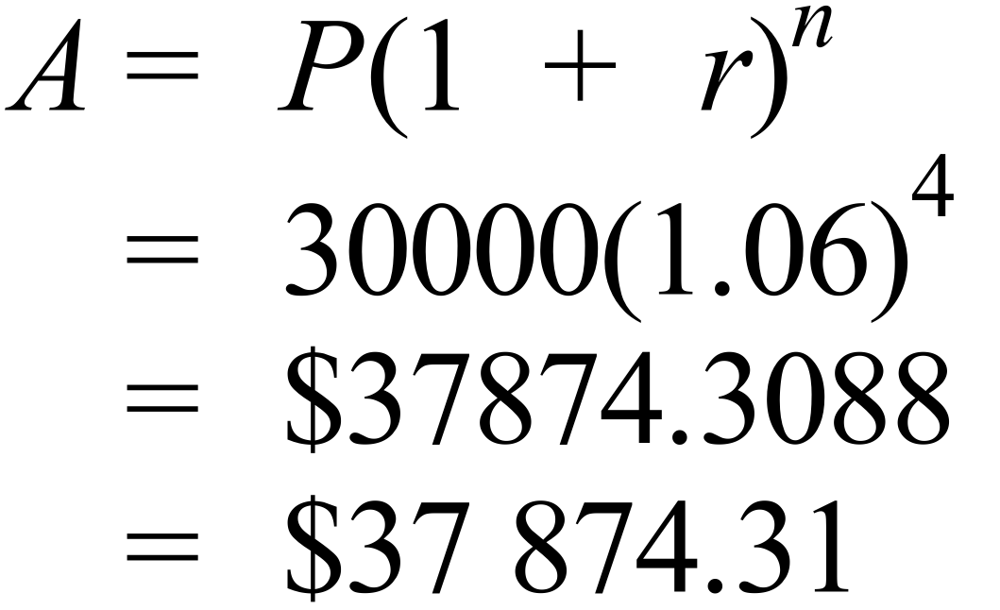 A = P(1 + r)^n
= 30000(1.06)^4
= $37874.3088
= $37 874.31